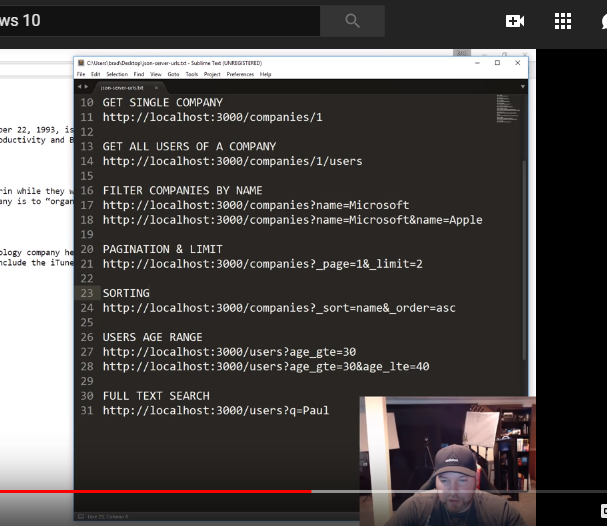 ws 10
C:\Users\brad\Desktop\json-server-urls.txt - Sublime Text (UNREGISTERED)
File Edit Selection Find View Goto Tools Project Preferences Help
json-server-urls.txt
ber 22, 1993, is
oductivity and B
rin while they w
any is to "organ
ology company he
nclude the iTune
10 GET SINGLE COMPANY
11 http://localhost:3000/companies/1
12
13 GET ALL USERS OF A COMPANY
14 http://localhost:3000/companies/1/users
15
16 FILTER COMPANIES BY NAME
17 http://localhost:3000/companies?name=Microsoft
18 http://localhost:3000/companies?name=Microsoft&name=Apple
19
20 PAGINATION & LIMIT
21 http://localhost:3000/companies?_page=1&_limit=2
22
23 SORTING
24 http://localhost:3000/companies?_sort=name&_order=asc
25
26 USERS AGE RANGE
27 http://localhost:3000/users?age_gte=30
28 http://localhost:3000/users?age_gte=30&age_lte=40
29
30 FULL TEXT SEARCH
31 http://localhost:3000/users?q=Paul